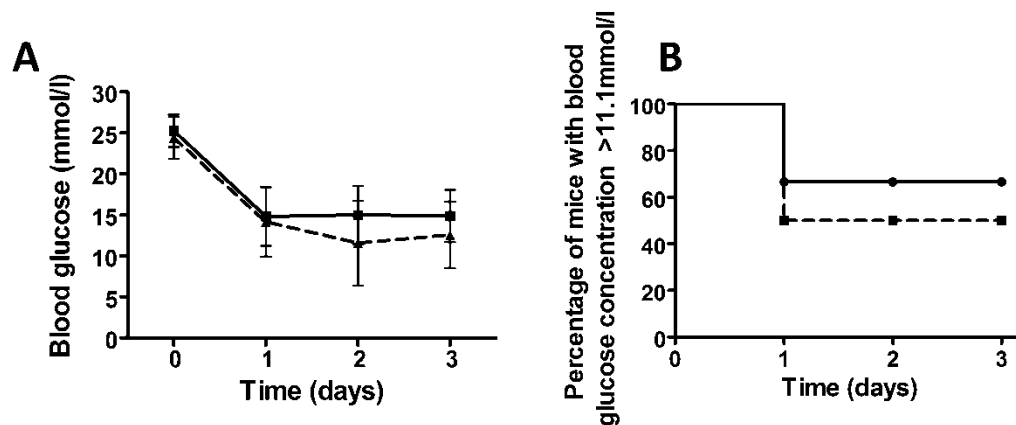 A
Blood glucose (mmol/l)
30
25
20
15
10
5
0
0 1 2 3
Time (days)
B
Percentage of mice with blood
glucose concentration >11.1mmol/l
100
80
60
40
20
0
0 1 2 3
Time (days)